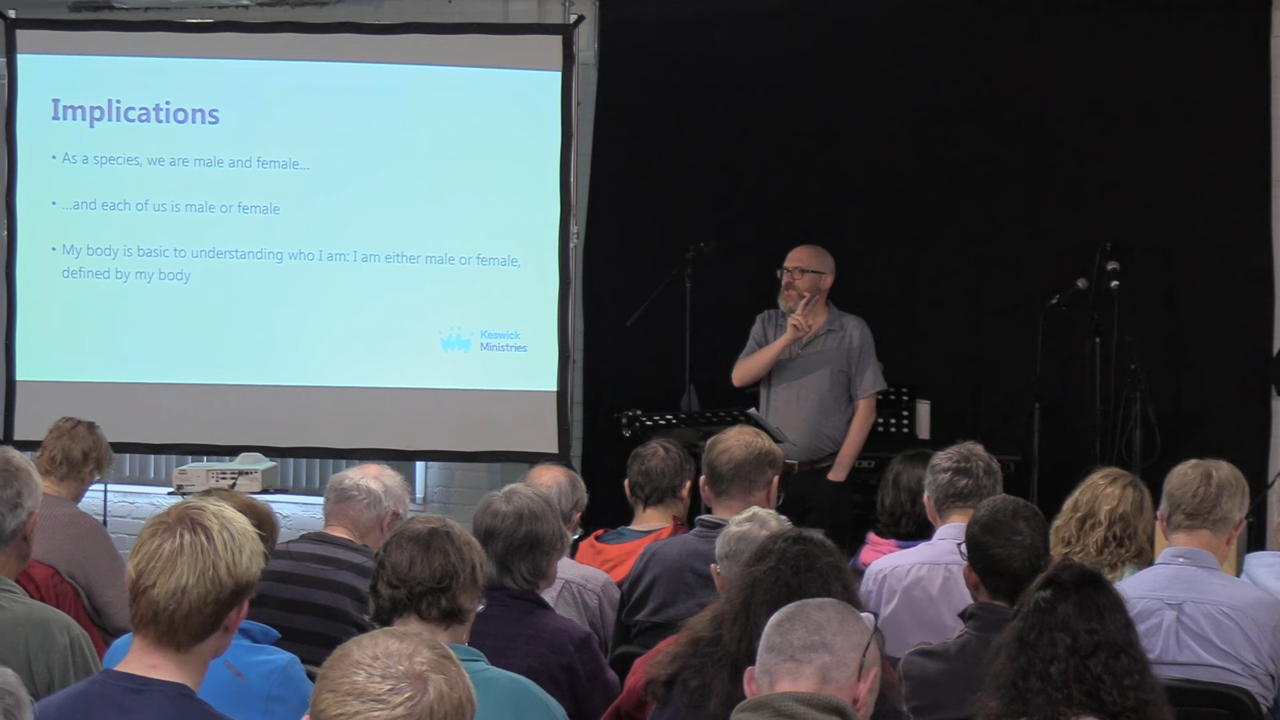 Implications
• As a species, we are male and female...
• ...and each of us is male or female
• My body is basic to understanding who I am: I am either male or female,
defined by my body
Keswick
Ministries